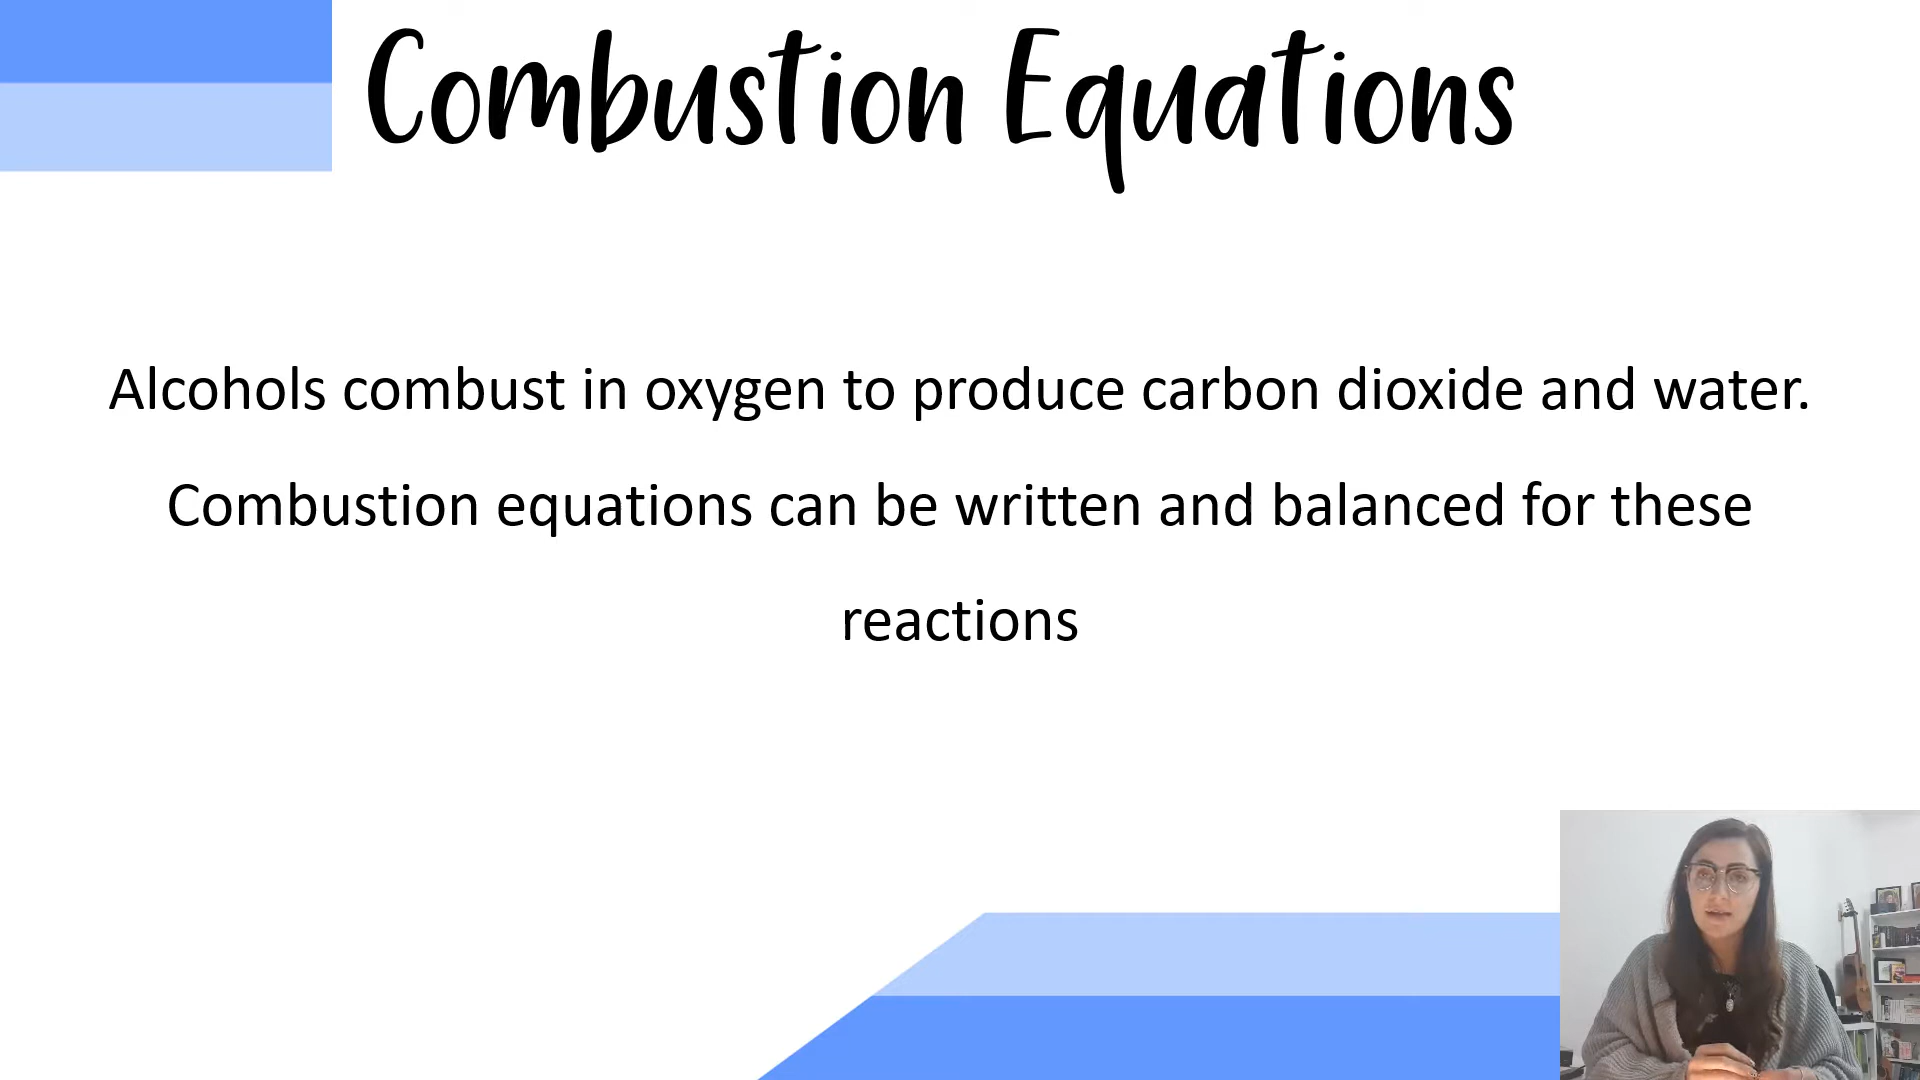 Combustion Equations
Alcohols combust in oxygen to produce carbon dioxide and water.
Combustion equations can be written and balanced for these
reactions